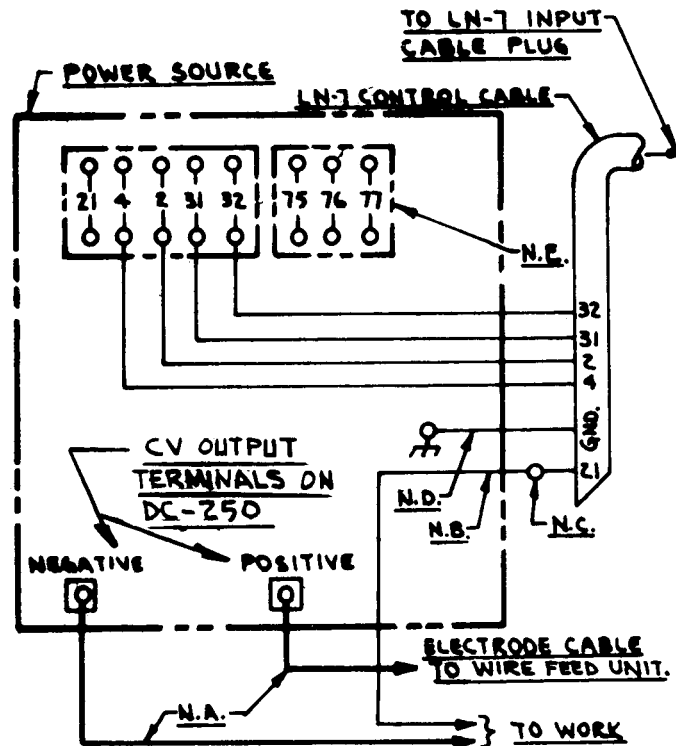 TO LN-7 INPUT
CABLE PLUG
POWER SOURCE
LN-7 CONTROL CABLE
21 4 2 31 32 75 76 77
N.E.
32
31
2
4
GND.
21
N.D.
N.B.
N.C.
CV OUTPUT
TERMINALS ON
DC-250
NEGATIVE
POSITIVE
ELECTRODE CABLE
TO WIRE FEED UNIT.
N.A.
TO WORK